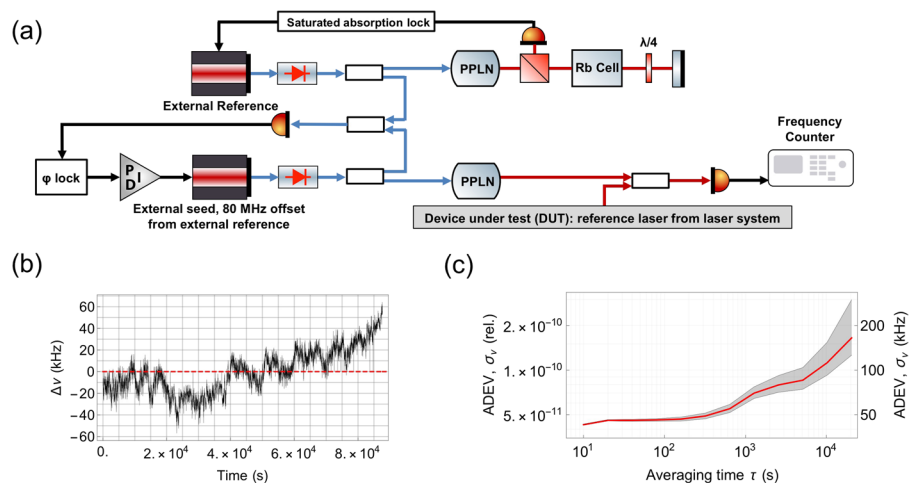 (a)
Saturated absorption lock
PPLN
Rb Cell
λ/4
External Reference
Frequency
Counter
φ lock
P I
D
PPLN
External seed, 80 MHz offset
from external reference
Device under test (DUT): reference laser from laser system
(b)
Δν (kHz)
60
40
20
0
−20
−40
−60
0.
2.×10⁴
4.×10⁴
6.×10⁴
8.×10⁴
Time (s)
(c)
ADEV, σᵥ (rel.)
2.×10⁻¹⁰
1.×10⁻¹⁰
5.×10⁻¹¹
10¹
10²
10³
10⁴
Averaging time τ (s)
200
100
50
ADEV, σᵥ (kHz)